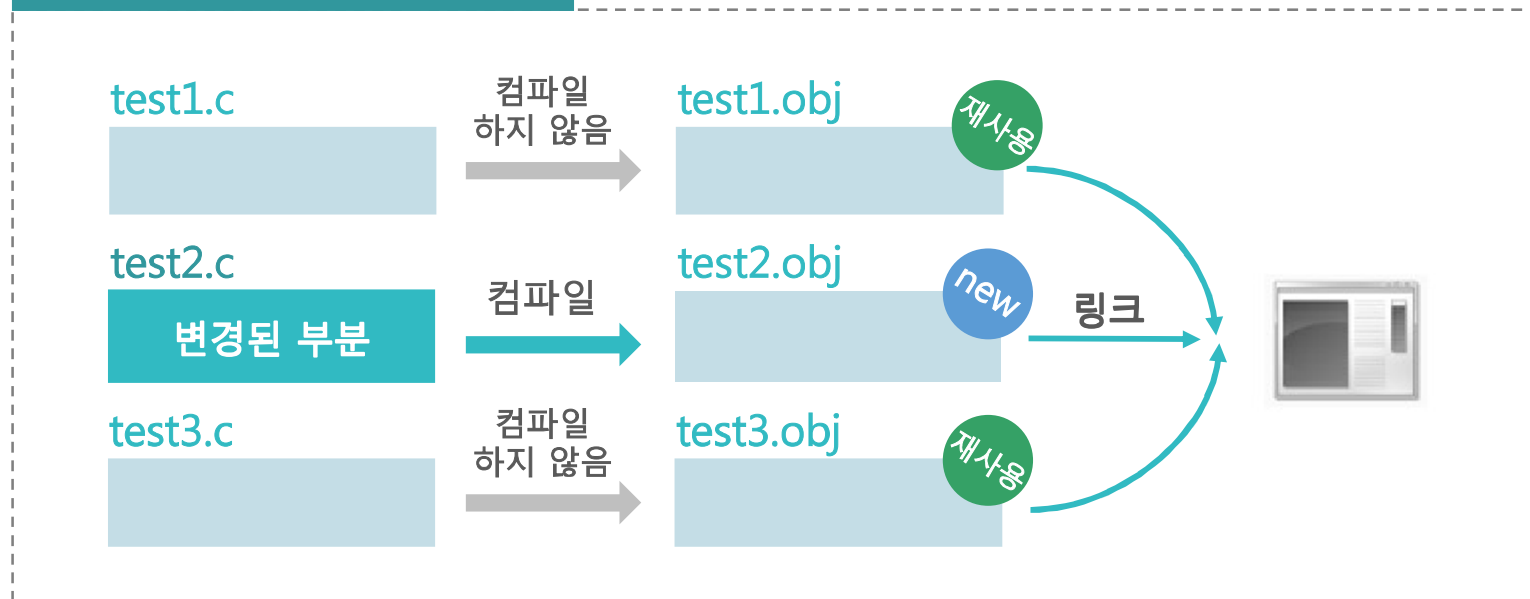 test1.c
컴파일
하지 않음
test1.obj
재사용
test2.c
변경된 부분
컴파일
test2.obj
new
링크
test3.c
컴파일
하지 않음
test3.obj
재사용